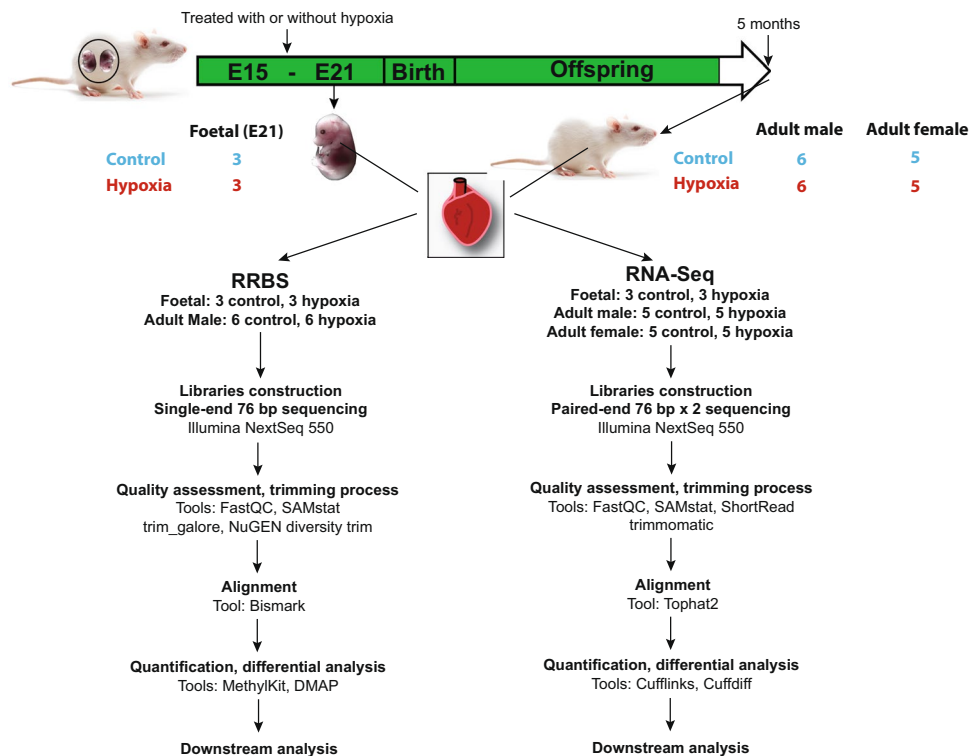 Treated with or without hypoxia
5 months
E15 - E21 Birth Offspring
Foetal (E21)
Control 3
Hypoxia 3
Adult male Adult female
Control 6 5
Hypoxia 6 5
RRBS
Foetal: 3 control, 3 hypoxia
Adult Male: 6 control, 6 hypoxia
Libraries construction
Single-end 76 bp sequencing
Illumina NextSeq 550
Quality assessment, trimming process
Tools: FastQC, SAMstat
trim_galore, NuGEN diversity trim
Alignment
Tool: Bismark
Quantification, differential analysis
Tools: MethylKit, DMAP
Downstream analysis
RNA-Seq
Foetal: 3 control, 3 hypoxia
Adult male: 5 control, 5 hypoxia
Adult female: 5 control, 5 hypoxia
Libraries construction
Paired-end 76 bp x 2 sequencing
Illumina NextSeq 550
Quality assessment, trimming process
Tools: FastQC, SAMstat, ShortRead
trimmomatic
Alignment
Tool: Tophat2
Quantification, differential analysis
Tools: Cufflinks, Cuffdiff
Downstream analysis